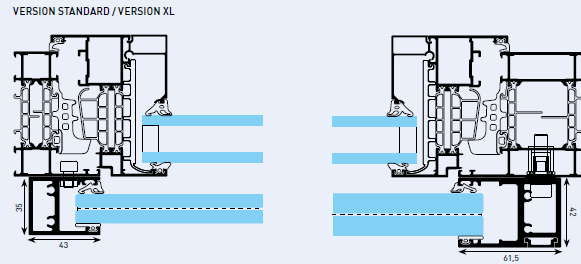 VERSION STANDARD / VERSION XL
35
43
42
61,5